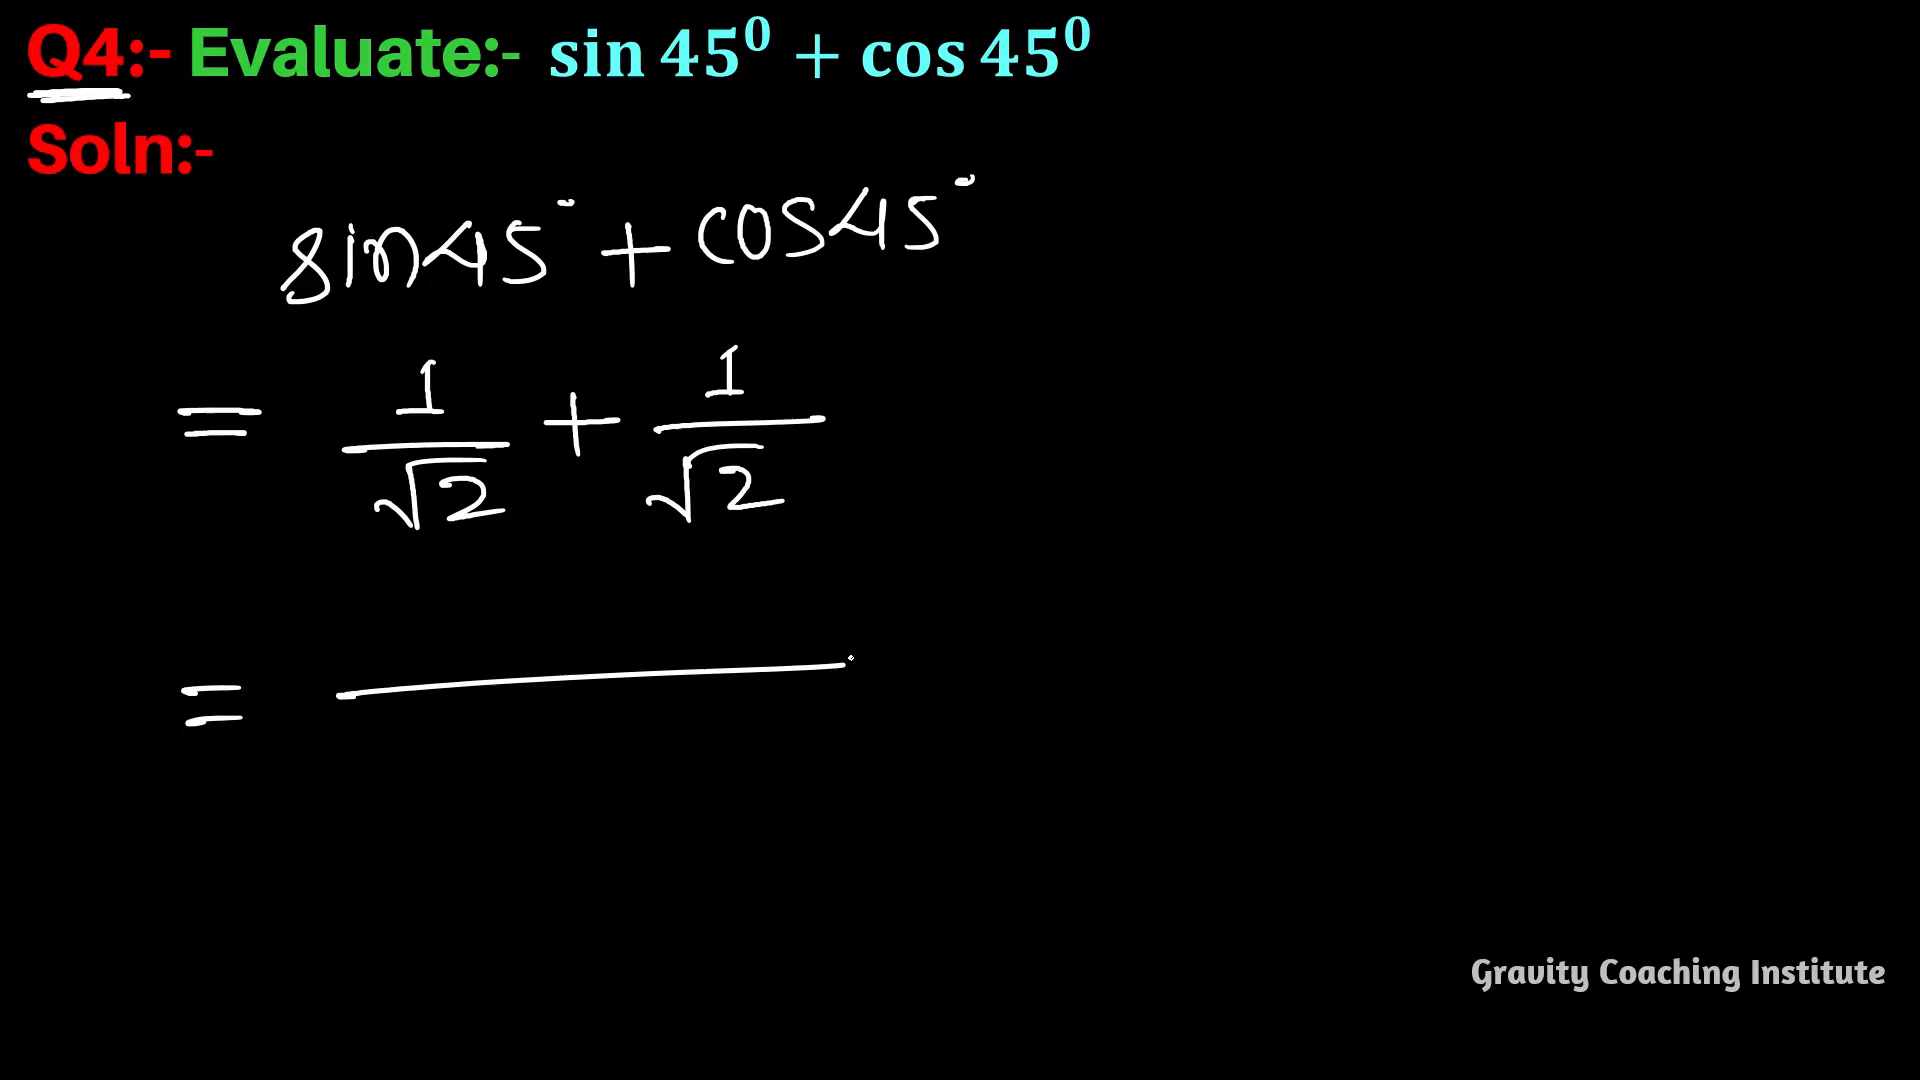 Q4:- Evaluate:- sin 45⁰ + cos 45⁰
Soln:-
sin45° + cos45°
= 1/√2 + 1/√2
=
Gravity Coaching Institute